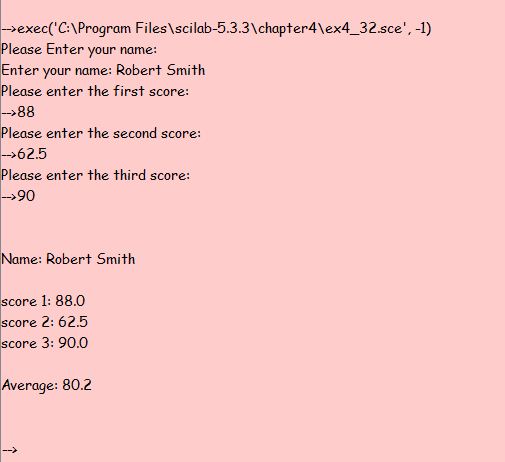 -->exec('C:\Program Files\scilab-5.3.3\chapter4\ex4_32.sce', -1)
Please Enter your name:
Enter your name: Robert Smith
Please enter the first score:
-->88
Please enter the second score:
-->62.5
Please enter the third score:
-->90
Name: Robert Smith
score 1: 88.0
score 2: 62.5
score 3: 90.0
Average: 80.2
-->